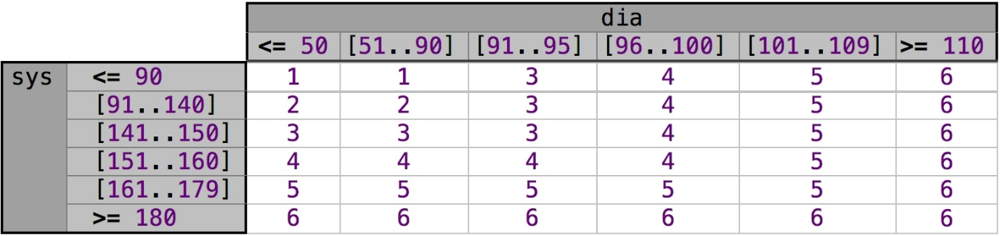 dia
<= 50 [51..90] [91..95] [96..100] [101..109] >= 110
sys <= 90 1 1 3 4 5 6
[91..140] 2 2 3 4 5 6
[141..150] 3 3 3 4 5 6
[151..160] 4 4 4 4 5 6
[161..179] 5 5 5 5 5 6
>= 180 6 6 6 6 6 6